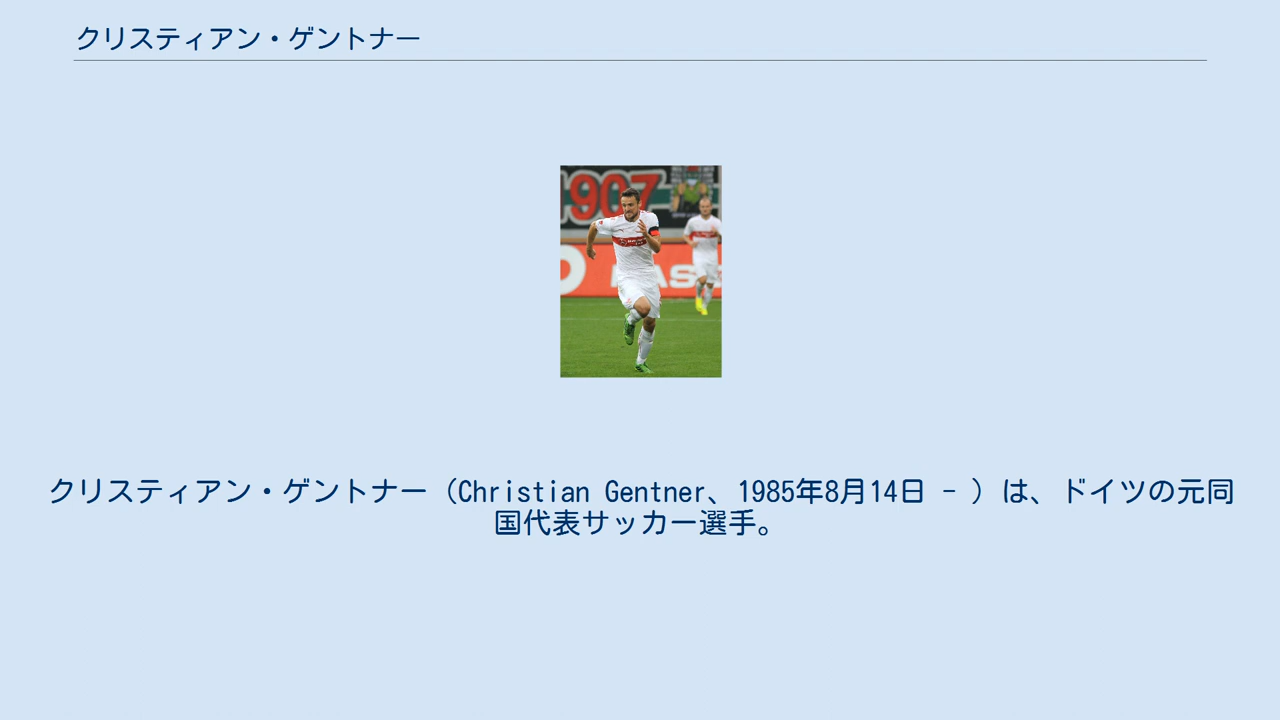 クリスティアン・ゲントナー
907
クリスティアン・ゲントナー（Christian Gentner、1985年8月14日 - ）は、ドイツの元同
国代表サッカー選手。